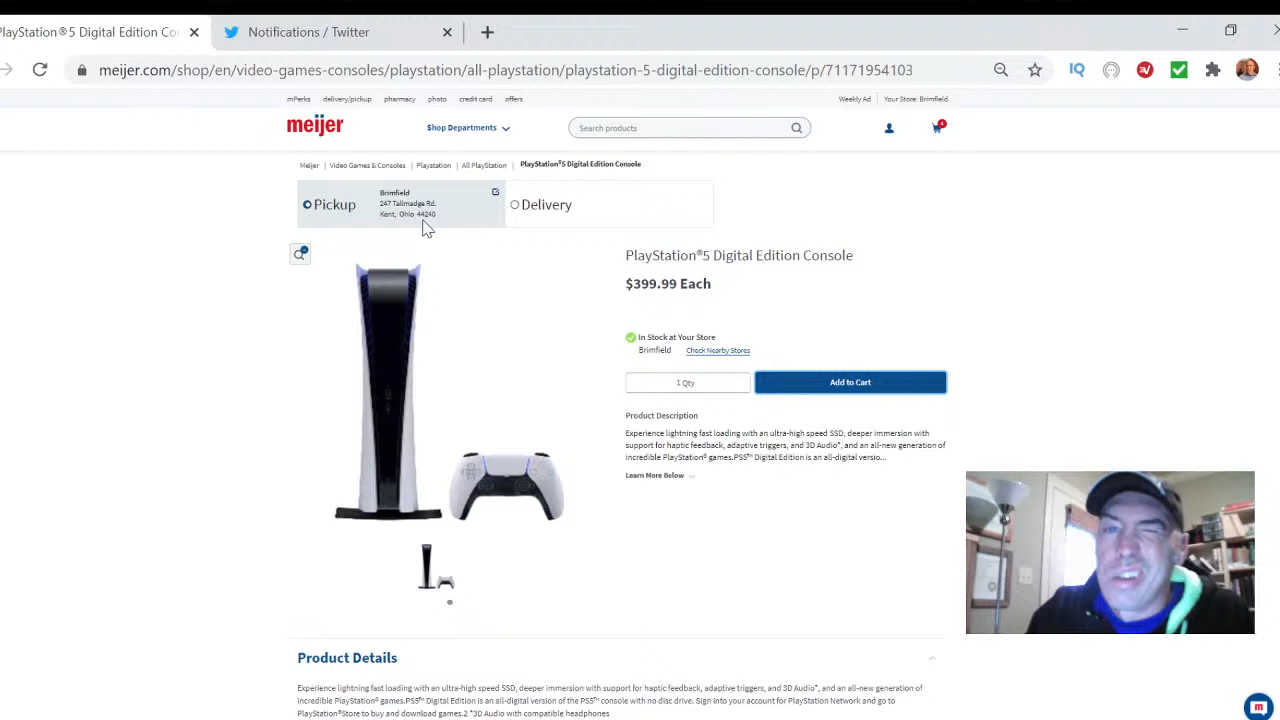 PlayStation®5 Digital Edition Co
Notifications / Twitter
meijer.com/shop/en/video-games-consoles/playstation/all-playstation/playstation-5-digital-edition-console/p/71171954103
mPerks delivery/pickup pharmacy photo credit card offers
Weekly Ad Your Store: Brimfield
meijer
Shop Departments
Search products
Meijer | Video Games & Consoles | Playstation | All PlayStation | PlayStation®5 Digital Edition Console
Pickup
Brimfield
247 Tallmadge Rd.
Kent, Ohio 44240
Delivery
PlayStation®5 Digital Edition Console
$399.99 Each
In Stock at Your Store
Brimfield Check Nearby Stores
1 Qty
Add to Cart
Product Description
Experience lightning fast loading with an ultra-high speed SSD, deeper immersion with
support for haptic feedback, adaptive triggers, and 3D Audio*, and an all-new generation of
incredible PlayStation® games.PS5™ Digital Edition is an all-digital versio...
Learn More Below
Product Details
Experience lightning fast loading with an ultra-high speed SSD, deeper immersion with support for haptic feedback, adaptive triggers, and 3D Audio*, and an all-new generation of
incredible PlayStation® games.PS5™ Digital Edition is an all-digital version of the PS5™ console with no disc drive. Sign into your account for PlayStation Network and go to
PlayStation®Store to buy and download games.2 *3D Audio with compatible headphones